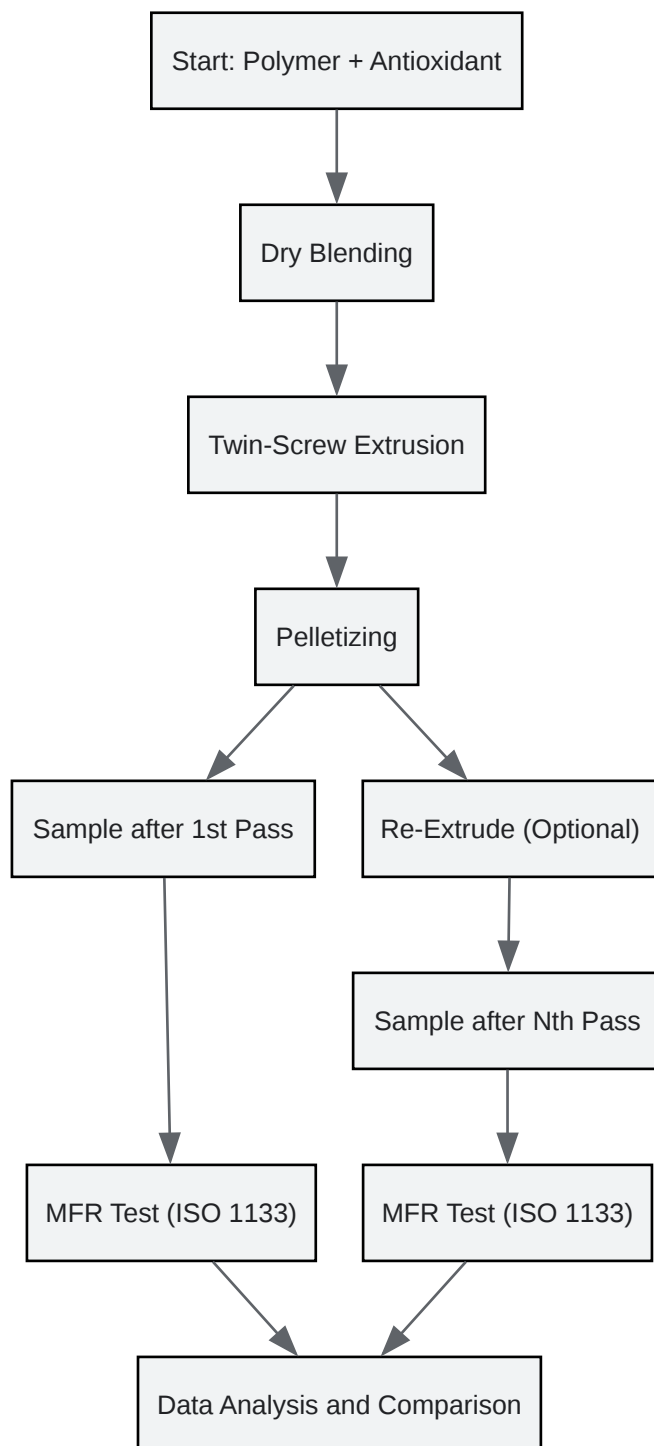 Start: Polymer + Antioxidant
Dry Blending
Twin-Screw Extrusion
Pelletizing
Sample after 1st Pass
Re-Extrude (Optional)
Sample after Nth Pass
MFR Test (ISO 1133)
MFR Test (ISO 1133)
Data Analysis and Comparison